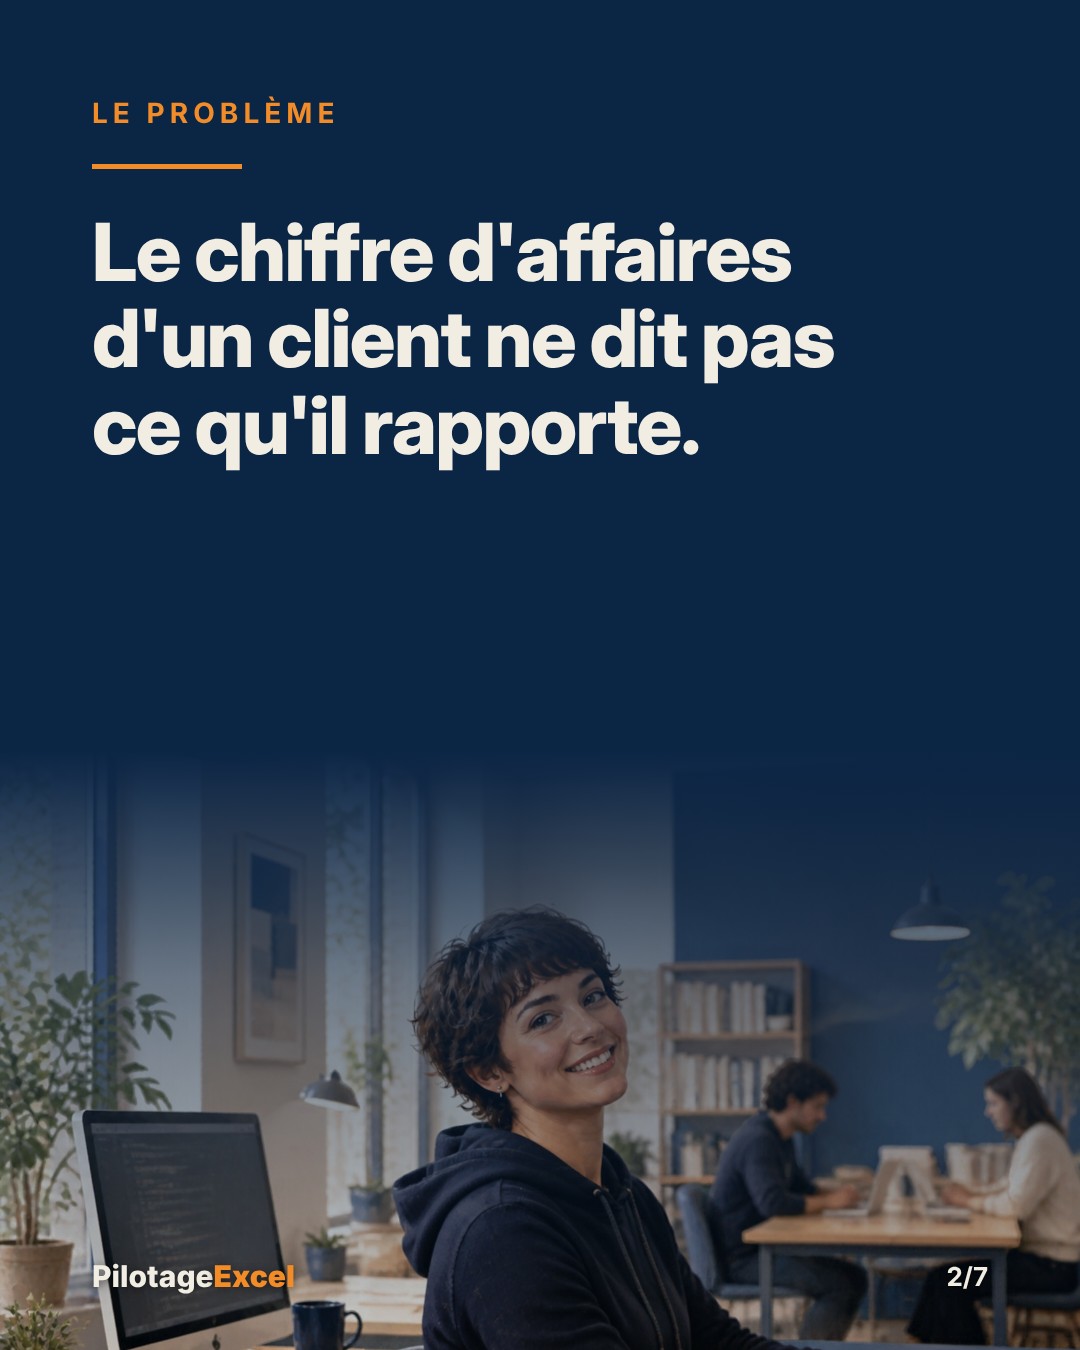 LE PROBLÈME
Le chiffre d'affaires
d'un client ne dit pas
ce qu'il rapporte.
PilotageExcel
2/7